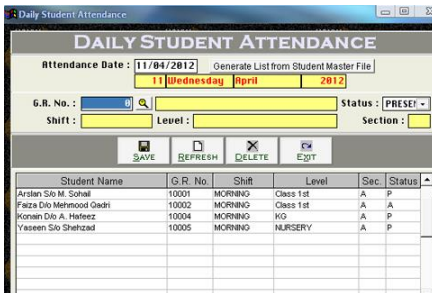 Daily Student Attendance
DAILY STUDENT ATTENDANCE
Attendance Date : 11/04/2012 Generate List from Student Master File
11 Wednesday April 2012
G.R. No. : 0 Status : PRESENT
Shift : Level : Section :
SAVE REFRESH DELETE EXIT
Student Name G.R. No. Shift Level Sec. Status
Arslan S/o M. Sohail 10001 MORNING Class 1st A P
Faiza D/o Mehmood Qadri 10002 MORNING Class 1st A A
Konain D/o A. Hafeez 10004 MORNING KG A P
Yaseen S/o Shehzad 10005 MORNING NURSERY A P